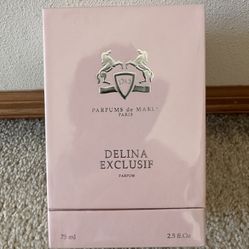 PARFUMS de MARLY
PARIS
DELINA
EXCLUSIF
PARFUM
75 ml 2.5 fl.Oz